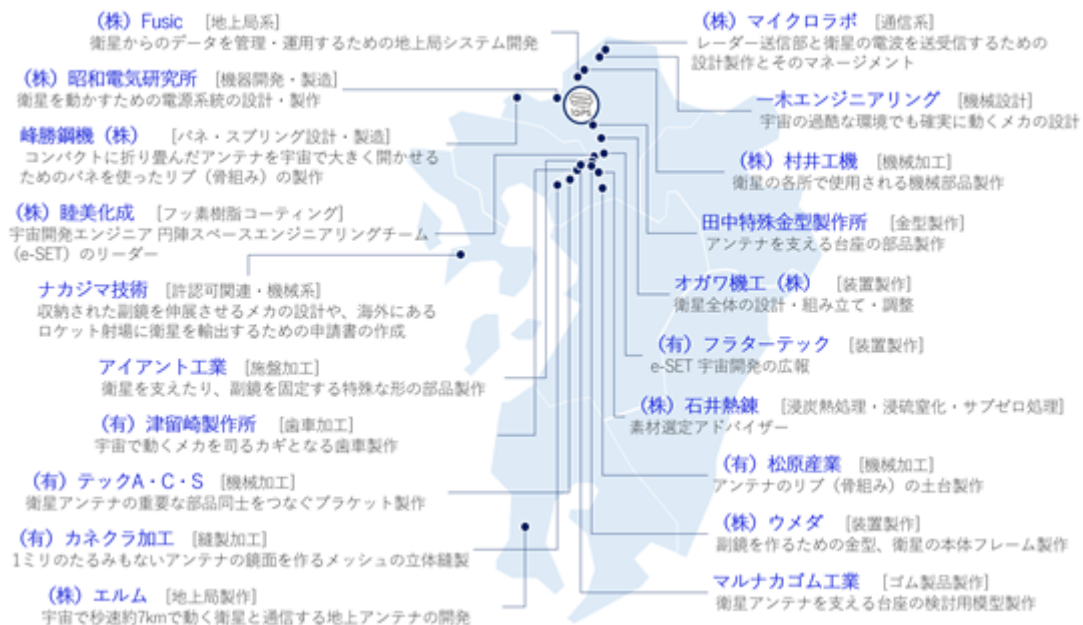 (株) Fusic [地上局系]
衛星からのデータを管理・運用するための地上局システム開発
(株) 昭和電気研究所 [機器開発・製造]
衛星を動かすための電源系統の設計・製作
峰勝鋼機 (株) [バネ・スプリング設計・製造]
コンパクトに折り畳んだアンテナを宇宙で大きく開かせる
ためのバネを使ったリブ (骨組み) の製作
(株) 睦美化成 [フッ素樹脂コーティング]
宇宙開発エンジニア 円陣スペースエンジニアリングチーム
(e-SET) のリーダー
ナカジマ技術 [許認可関連・機械系]
収納された副鏡を伸展させるメカの設計や、海外にある
ロケット射場に衛星を輸出するための申請書の作成
アイアント工業 [施盤加工]
衛星を支えたり、副鏡を固定する特殊な形の部品製作
(有) 津留崎製作所 [歯車加工]
宇宙で動くメカを司るカギとなる歯車製作
(有) テックA・C・S [機械加工]
衛星アンテナの重要な部品同士をつなぐブラケット製作
(有) カネクラ加工 [縫製加工]
1ミリのたるみもないアンテナの鏡面を作るメッシュの立体縫製
(株) エルム [地上局製作]
宇宙で秒速約7kmで動く衛星と通信する地上アンテナの開発
iQPS
(株) マイクロラボ [通信系]
レーダー送信部と衛星の電波を送受信するための
設計製作とそのマネージメント
一木エンジニアリング [機械設計]
宇宙の過酷な環境でも確実に動くメカの設計
(株) 村井工機 [機械加工]
衛星の各所で使用される機械部品製作
田中特殊金型製作所 [金型製作]
アンテナを支える台座の部品製作
オガワ機工 (株) [装置製作]
衛星全体の設計・組み立て・調整
(有) フラターテック [装置製作]
e-SET 宇宙開発の広報
(株) 石井熱錬 [浸炭熱処理・浸硫窒化・サブゼロ処理]
素材選定アドバイザー
(有) 松原産業 [機械加工]
アンテナのリブ (骨組み) の土台製作
(株) ウメダ [装置製作]
副鏡を作るための金型、衛星の本体フレーム製作
マルナカゴム工業 [ゴム製品製作]
衛星アンテナを支える台座の検討用模型製作